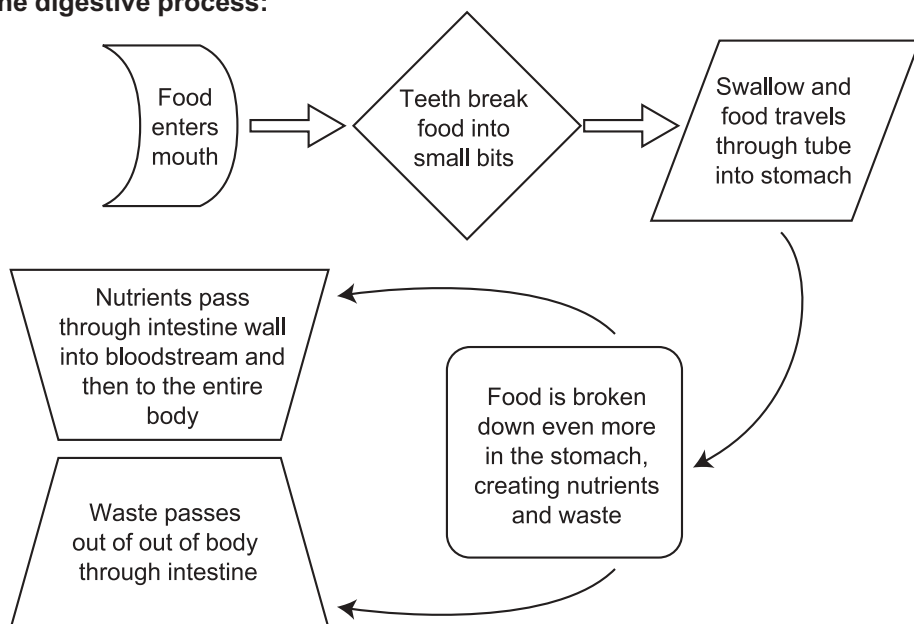 he digestive process:
Food
enters
mouth
Teeth break
food into
small bits
Swallow and
food travels
through tube
into stomach
Food is broken
down even more
in the stomach,
creating nutrients
and waste
Nutrients pass
through intestine wall
into bloodstream and
then to the entire
body
Waste passes
out of out of body
through intestine